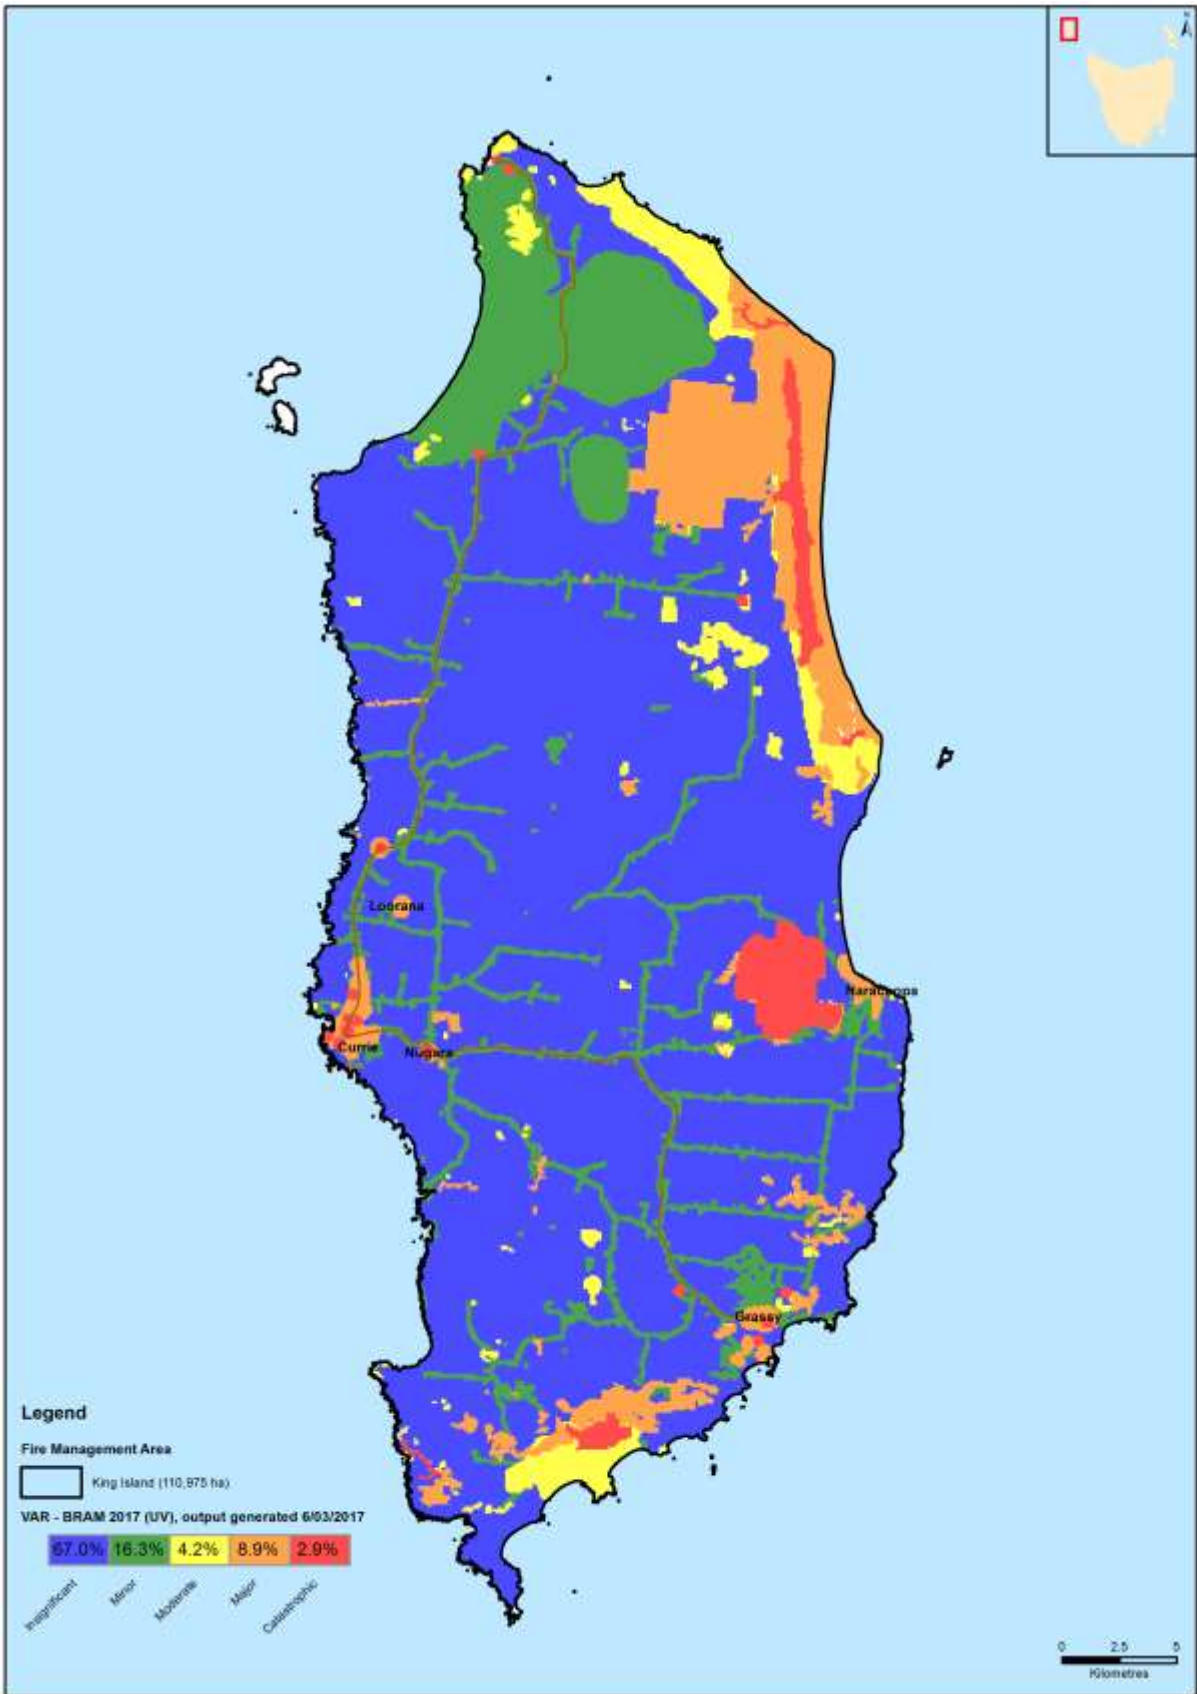 N
Loorana
Naracoopa
Currie
Nugara
Grassy
Legend
Fire Management Area
King Island (110,975 ha)
VAR - BRAM 2017 (UV), output generated 6/03/2017
67.0% 16.3% 4.2% 8.9% 2.9%
Insignificant Minor Moderate Major Catastrophic
0 2.5 5
Kilometres